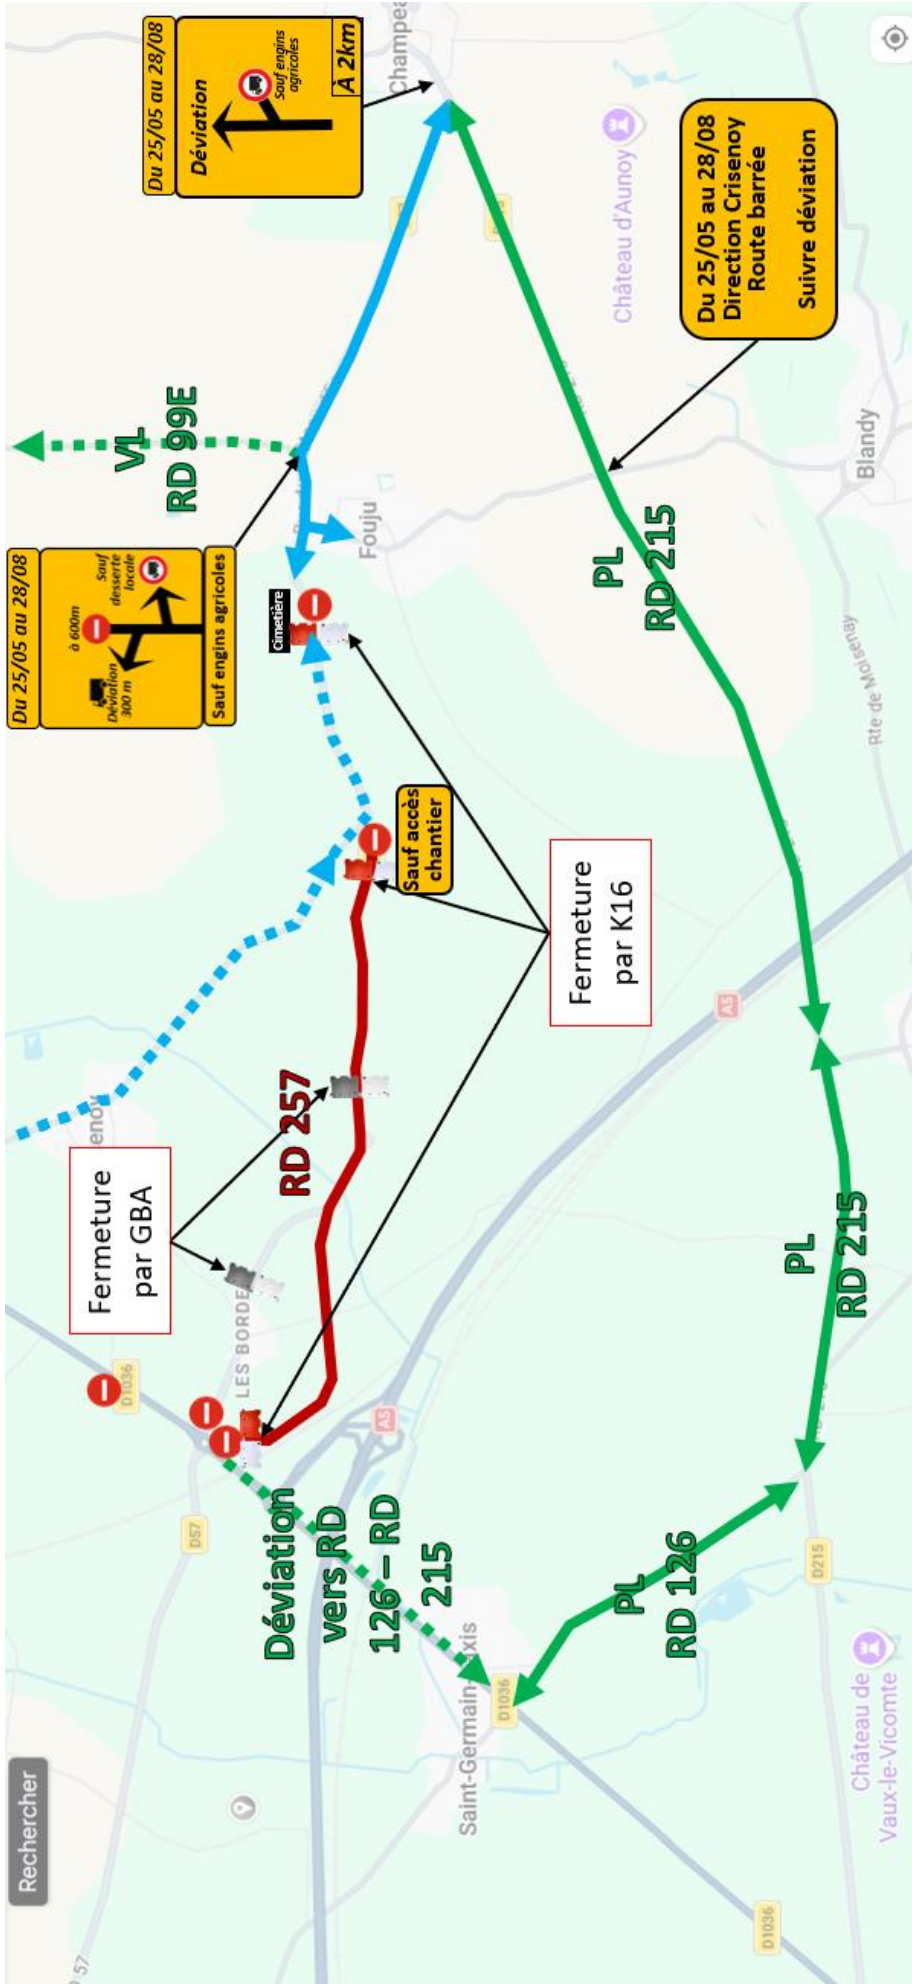 Rechercher
D 57
D57
D1036
Fermeture
par GBA
enoy
LES BORDE
RD 257
Du 25/05 au 28/08
à 600m
Déviation
300 m
Sauf
desserte
locale
Sauf engins agricoles
VL
RD 99E
Du 25/05 au 28/08
Déviation
Sauf engins
agricoles
À 2km
Champea
Cimetière
Fouju
Sauf accès
chantier
Déviation
vers RD
126 – RD
215
A5
A5
Fermeture
par K16
Saint-Germain-Laxis
D1036
D1036
PL
RD 126
PL
RD 215
PL
RD 215
D215
Château de
Vaux-le-Vicomte
Rte de Moisenay
Blandy
Château d'Aunoy
Du 25/05 au 28/08
Direction Crisenoy
Route barrée
Suivre déviation